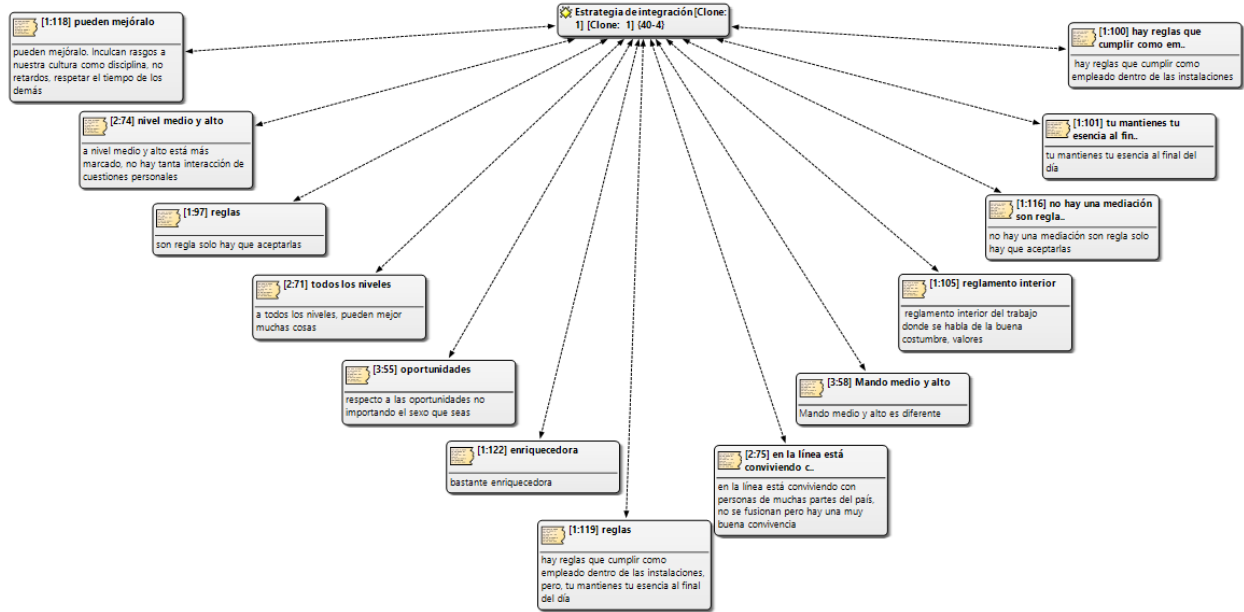 Estrategia de integración [Clone:
1] [Clone: 1] {40-4}
[1:118] pueden mejóralo
pueden mejóralo. Inculcan rasgos a
nuestra cultura como disciplina, no
retardos, respetar el tiempo de los
demás
[2:74] nivel medio y alto
a nivel medio y alto está más
marcado, no hay tanta interacción de
cuestiones personales
[1:97] reglas
son regla solo hay que aceptarlas
[2:71] todos los niveles
a todos los niveles, pueden mejor
muchas cosas
[3:55] oportunidades
respecto a las oportunidades no
importando el sexo que seas
[1:122] enriquecedora
bastante enriquecedora
[1:119] reglas
hay reglas que cumplir como
empleado dentro de las instalaciones,
pero, tu mantienes tu esencia al final
del día
[2:75] en la línea está
conviviendo c..
en la línea está conviviendo con
personas de muchas partes del país,
no se fusionan pero hay una muy
buena convivencia
[3:58] Mando medio y alto
Mando medio y alto es diferente
[1:105] reglamento interior
reglamento interior del trabajo
donde se habla de la buena
costumbre, valores
[1:116] no hay una mediación
son regla..
no hay una mediación son regla solo
hay que aceptarlas
[1:101] tu mantienes tu
esencia al fin..
tu mantienes tu esencia al final del
día
[1:100] hay reglas que
cumplir como em..
hay reglas que cumplir como
empleado dentro de las instalaciones